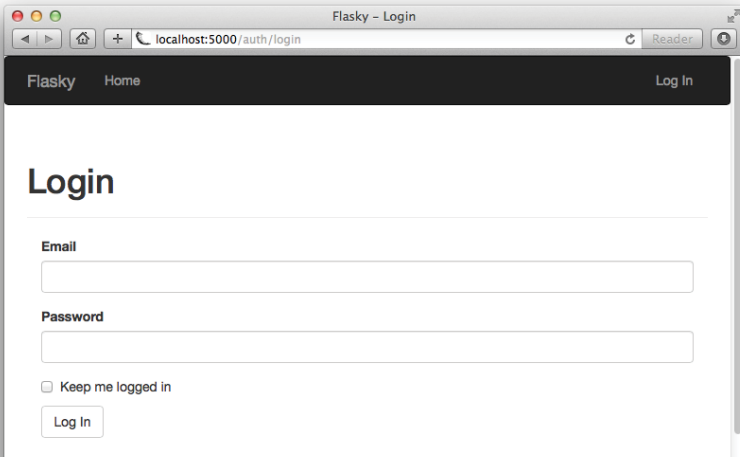 Flasky - Login
localhost:5000/auth/login
Reader
Flasky Home Log In
Login
Email
Password
Keep me logged in
Log In